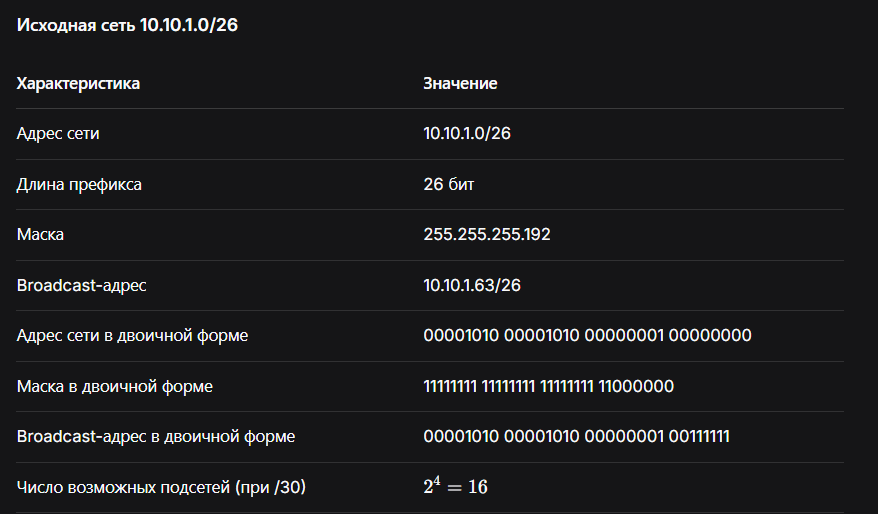 Исходная сеть 10.10.1.0/26
Характеристика Значение
Адрес сети 10.10.1.0/26
Длина префикса 26 бит
Маска 255.255.255.192
Broadcast-адрес 10.10.1.63/26
Адрес сети в двоичной форме 00001010 00001010 00000001 00000000
Маска в двоичной форме 11111111 11111111 11111111 11000000
Broadcast-адрес в двоичной форме 00001010 00001010 00000001 00111111
Число возможных подсетей (при /30) 2⁴ = 16